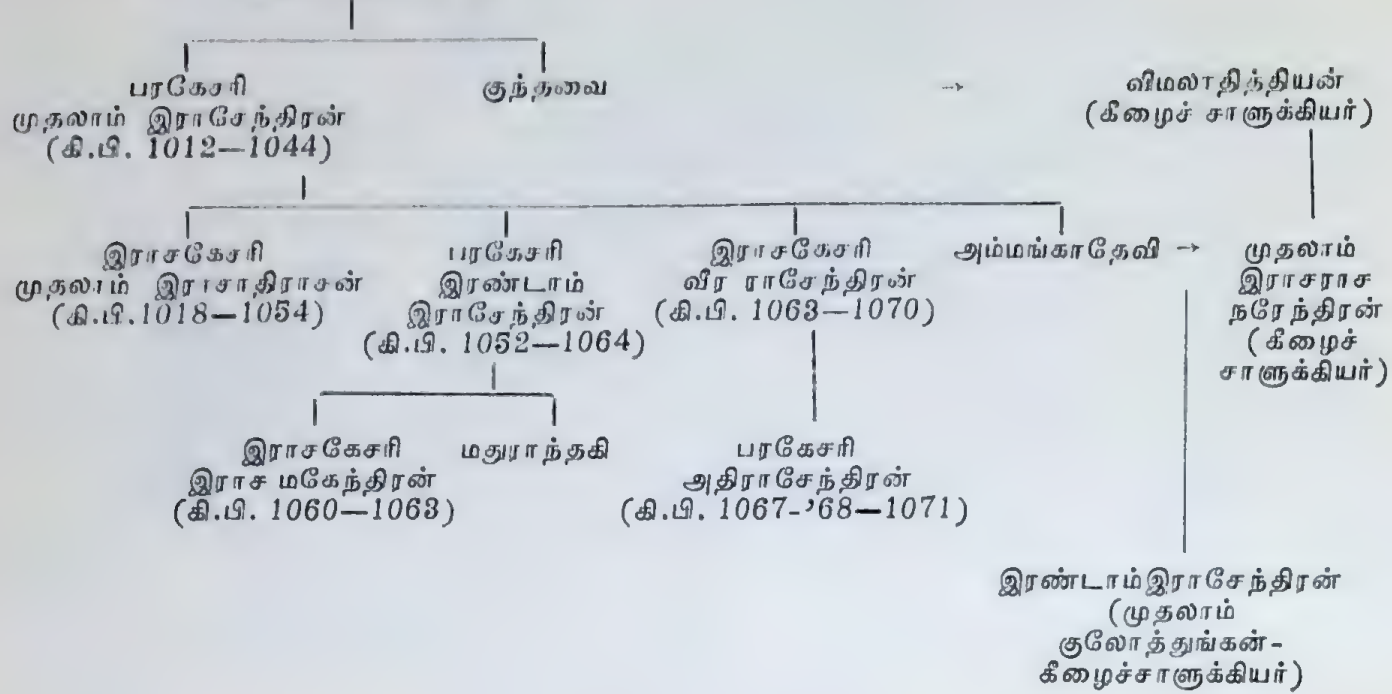 பரகேசரி
முதலாம் இராசேந்திரன்
(கி.பி. 1012—1044)
குந்தவை
→
விமலாதித்தியன்
(கீழைச் சாளுக்கியர்)
இராசகேசரி
முதலாம் இராசாதிராசன்
(கி.பி.1018—1054)
பரகேசரி
இரண்டாம்
இராசேந்திரன்
(கி.பி. 1052—1064)
இராசகேசரி
வீர ராசேந்திரன்
(கி.பி. 1063—1070)
அம்மங்காதேவி →
முதலாம்
இராசராச
நரேந்திரன்
(கீழைச்
சாளுக்கியர்)
இராசகேசரி
இராச மகேந்திரன்
(கி.பி. 1060—1063)
மதுராந்தகி
பரகேசரி
அதிராசேந்திரன்
(கி.பி. 1067-’68—1071)
இரண்டாம்இராசேந்திரன்
(முதலாம்
குலோத்துங்கன்-
கீழைச்சாளுக்கியர்)